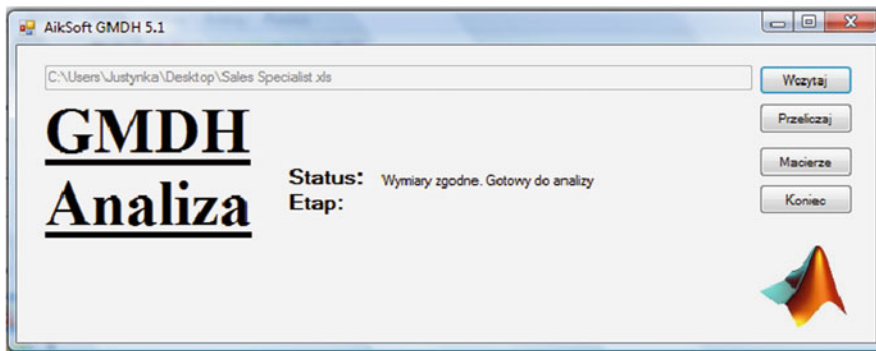 AikSoft GMDH 5.1
C:\Users\Justynka\Desktop\Sales Specialist.xls
Wczytaj
GMDH
Przeliczaj
Analiza
Status: Wymiary zgodne. Gotowy do analizy
Macierze
Etap:
Koniec